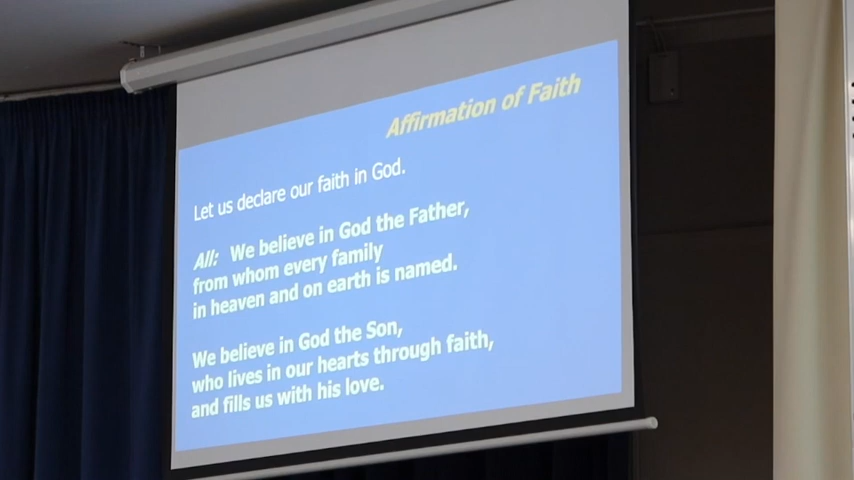 Affirmation of Faith
Let us declare our faith in God.
All: We believe in God the Father,
from whom every family
in heaven and on earth is named.
We believe in God the Son,
who lives in our hearts through faith,
and fills us with his love.